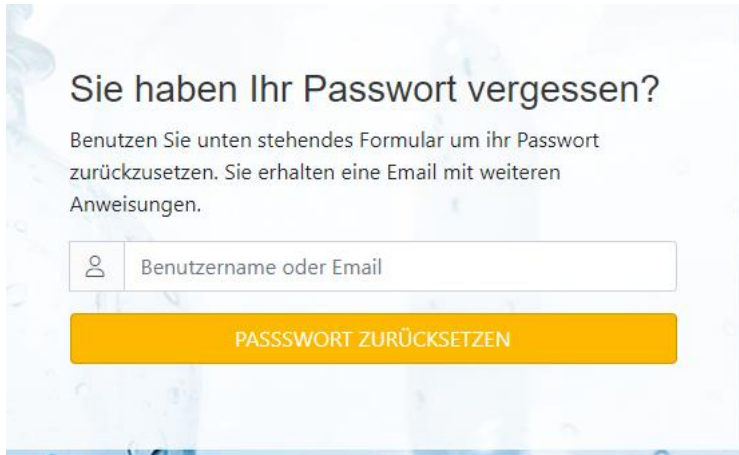 Sie haben Ihr Passwort vergessen?
Benutzen Sie unten stehendes Formular um ihr Passwort
zurückzusetzen. Sie erhalten eine Email mit weiteren
Anweisungen.
Benutzername oder Email
PASSSWORT ZURÜCKSETZEN